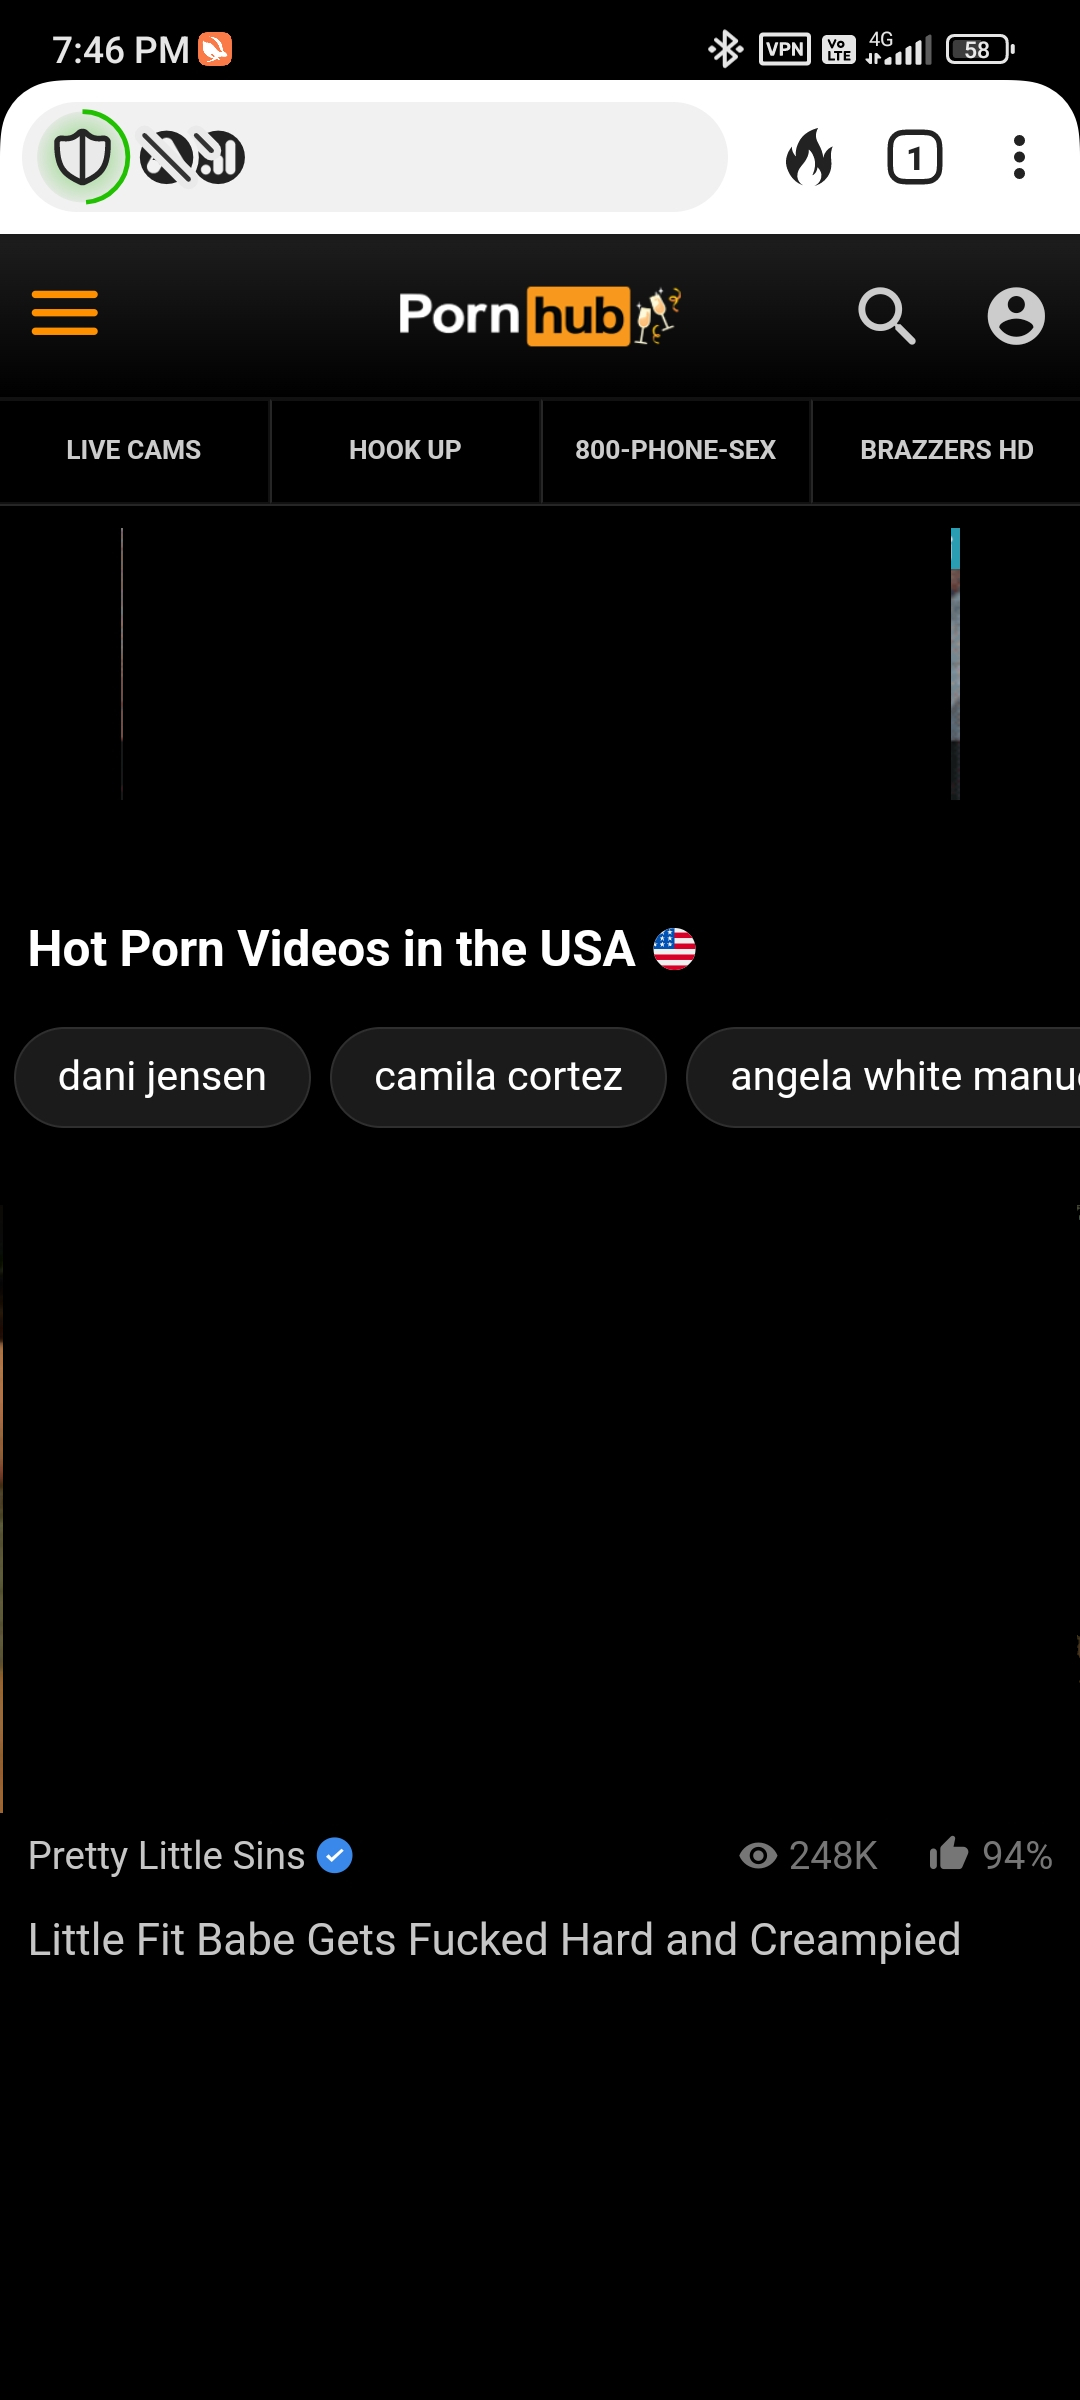 7:46 PM
VPN
Vo LTE
4G
58
1
Pornhub
LIVE CAMS
HOOK UP
800-PHONE-SEX
BRAZZERS HD
Hot Porn Videos in the USA
dani jensen
camila cortez
angela white manu
Pretty Little Sins
248K
94%
Little Fit Babe Gets Fucked Hard and Creampied